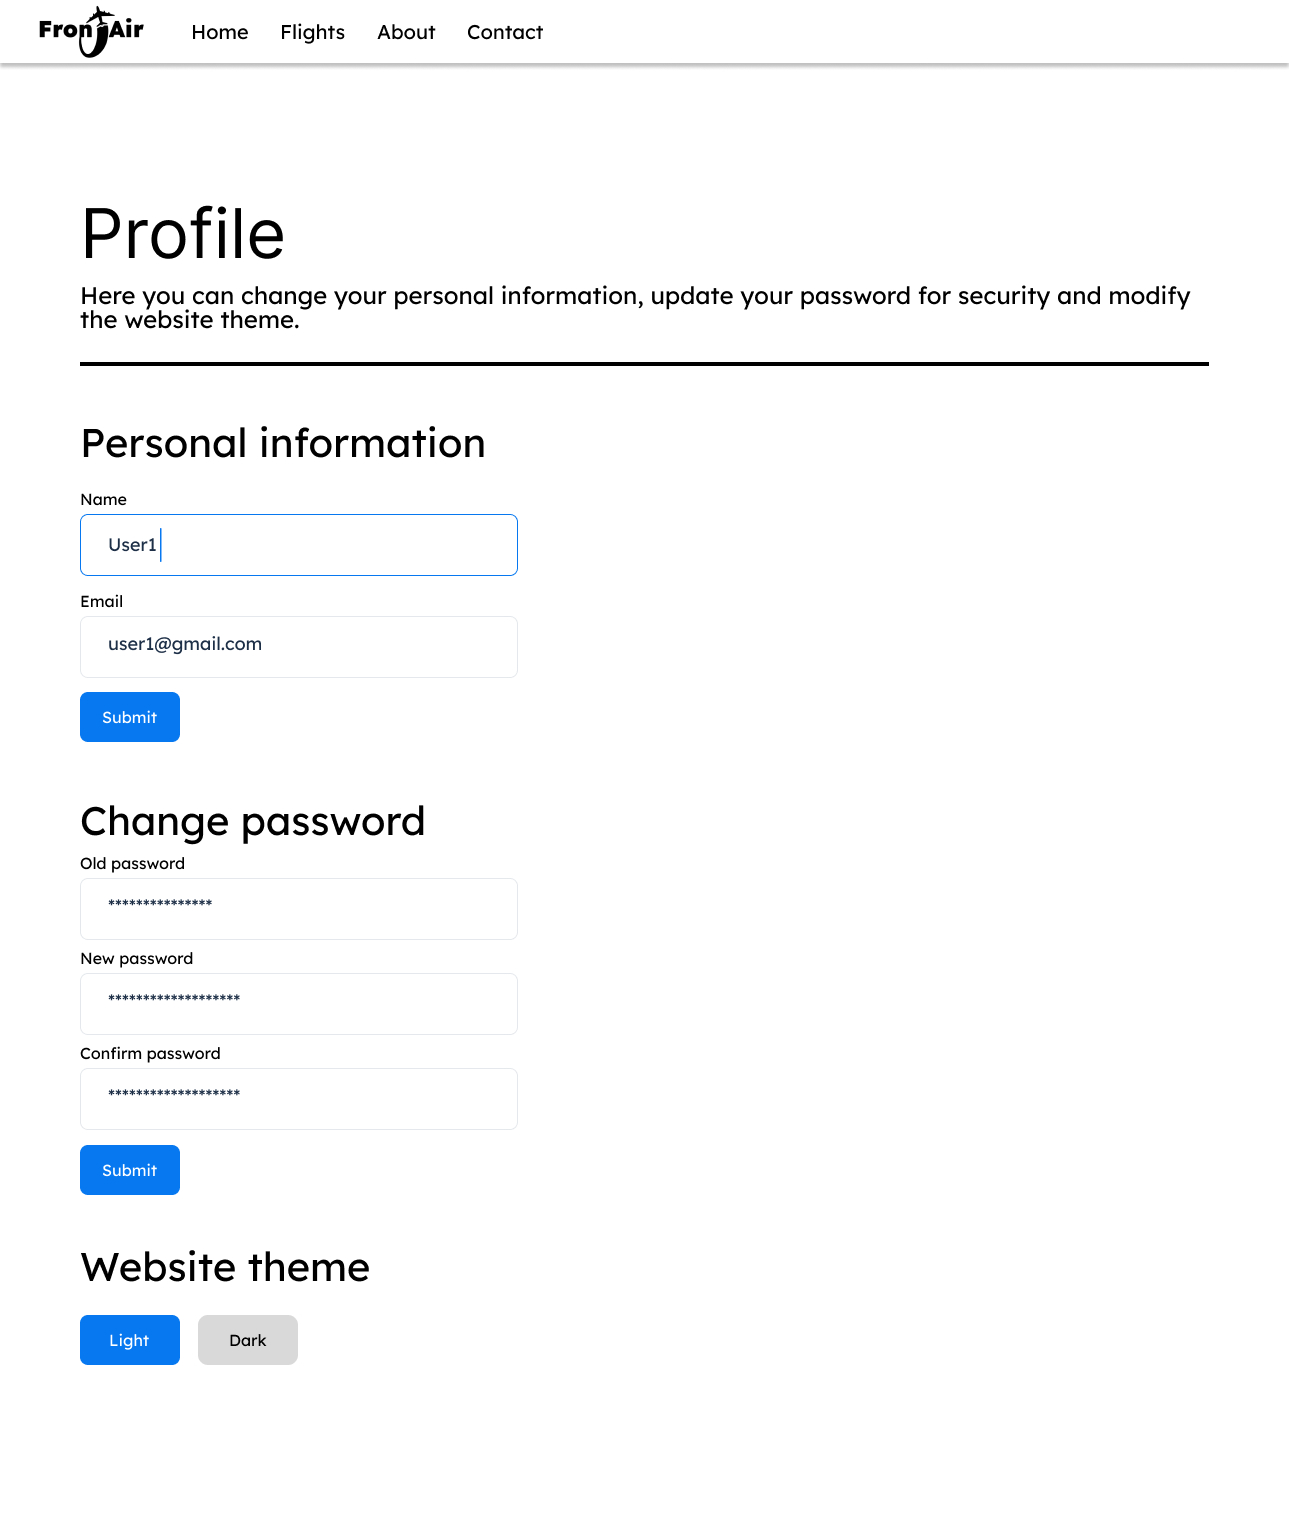 FronJAir Home Flights About Contact
Profile
Here you can change your personal information, update your password for security and modify
the website theme.
Personal information
Name
User1
Email
user1@gmail.com
Submit
Change password
Old password
***************
New password
*******************
Confirm password
*******************
Submit
Website theme
Light Dark